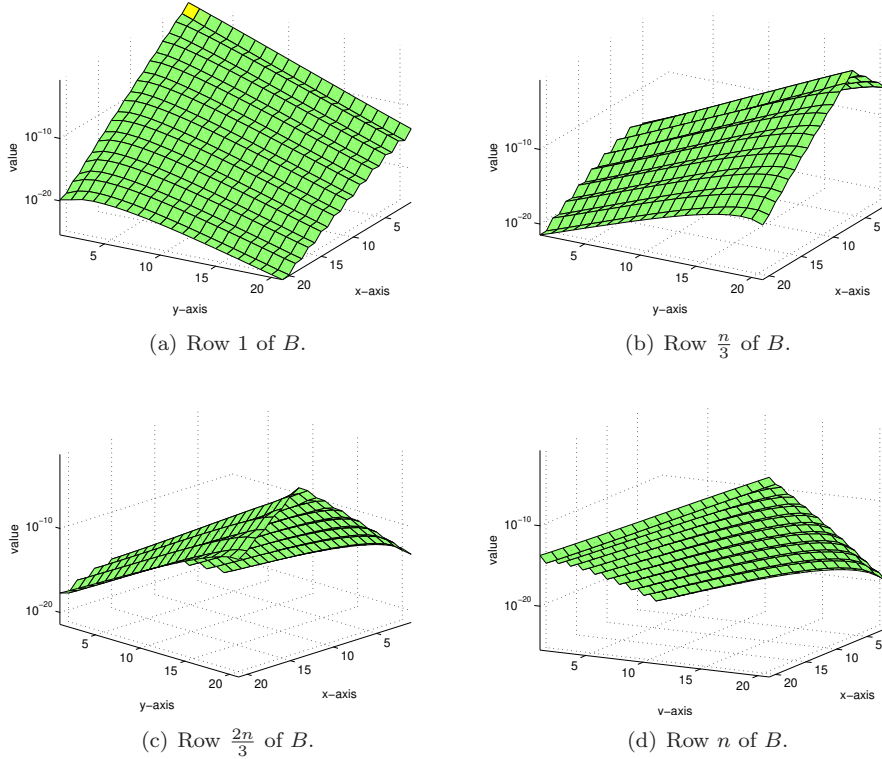 value
10^{-10}
10^{-20}
5
10
15
20
y−axis
5
10
15
20
x−axis
(a) Row 1 of B.
value
10^{-10}
10^{-20}
5
10
15
20
y−axis
5
10
15
20
x−axis
(b) Row \frac{n}{3} of B.
value
10^{-10}
10^{-20}
5
10
15
20
y−axis
5
10
15
20
x−axis
(c) Row \frac{2n}{3} of B.
value
10^{-10}
10^{-20}
5
10
15
20
v−axis
5
10
15
20
x−axis
(d) Row n of B.